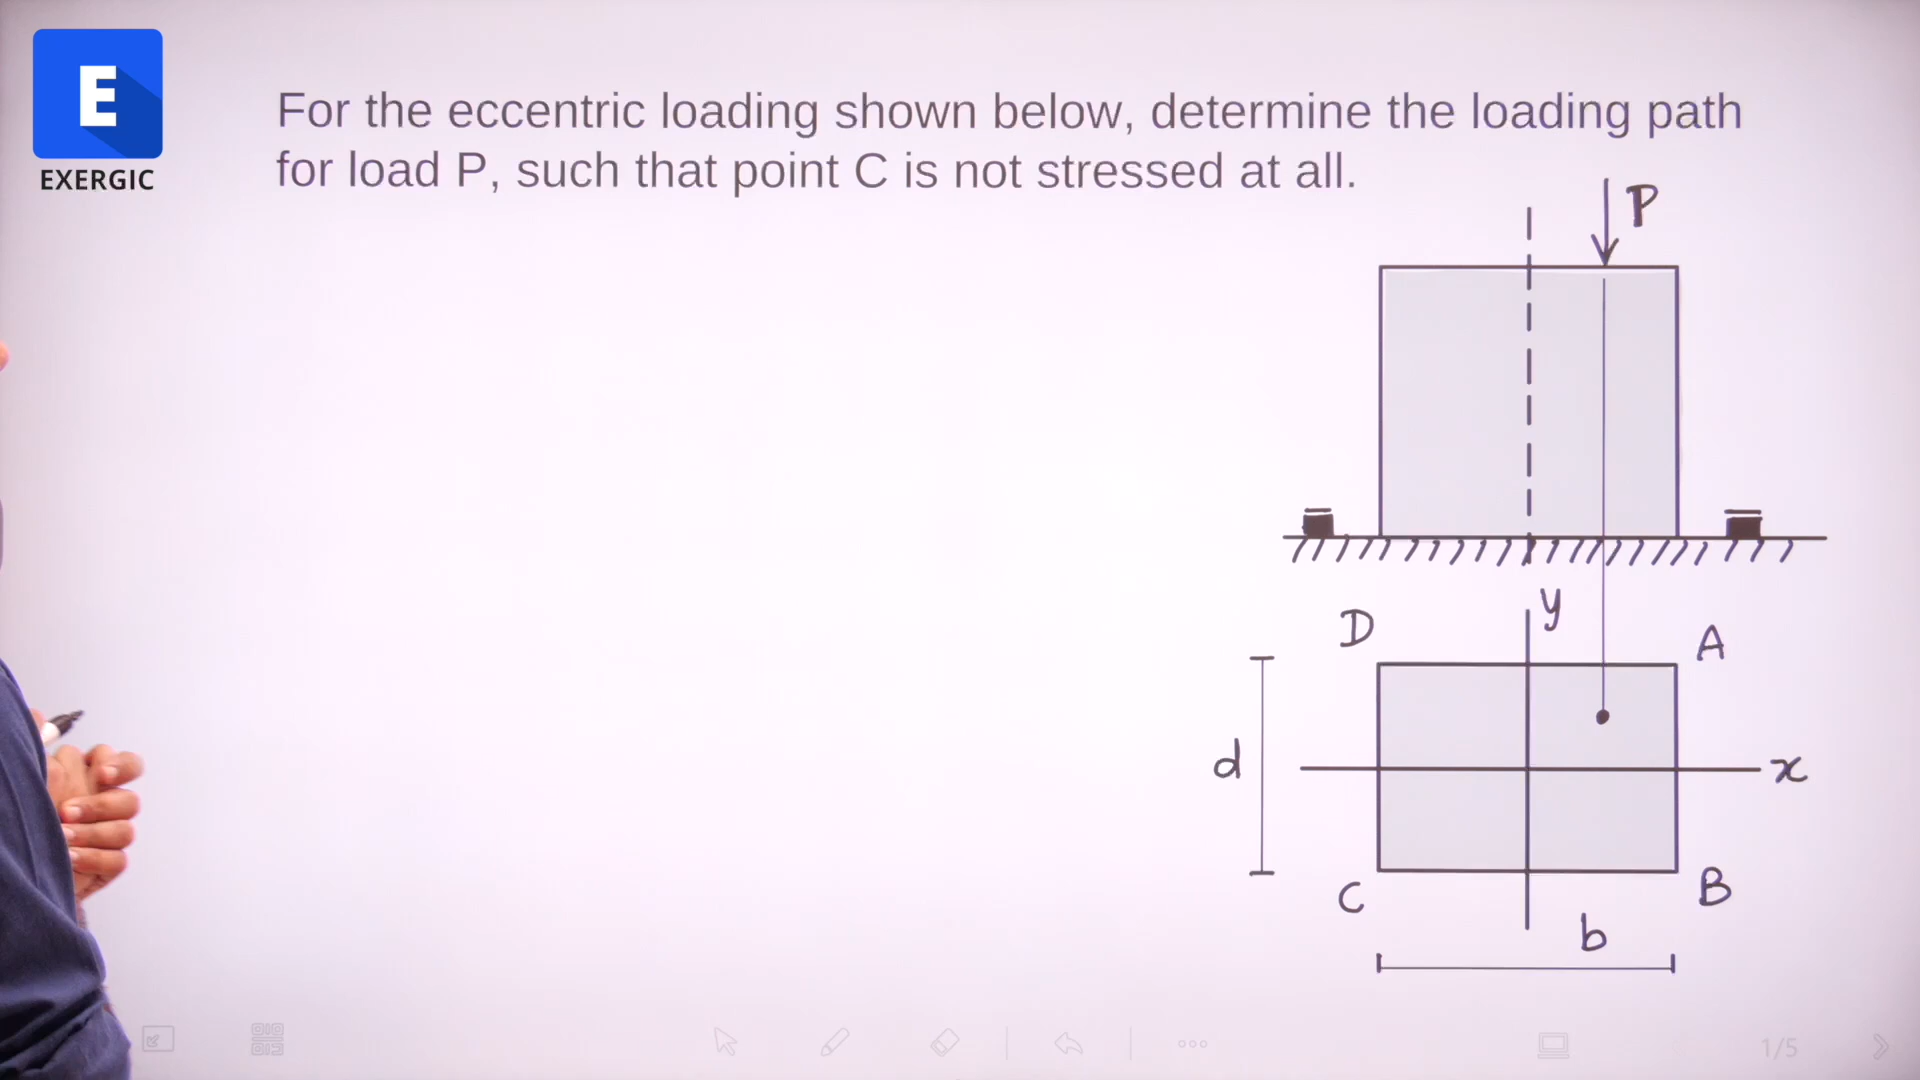 E
EXERGIC
For the eccentric loading shown below, determine the loading path
for load P, such that point C is not stressed at all.
P
y
D
A
d
x
C
B
b
1/5